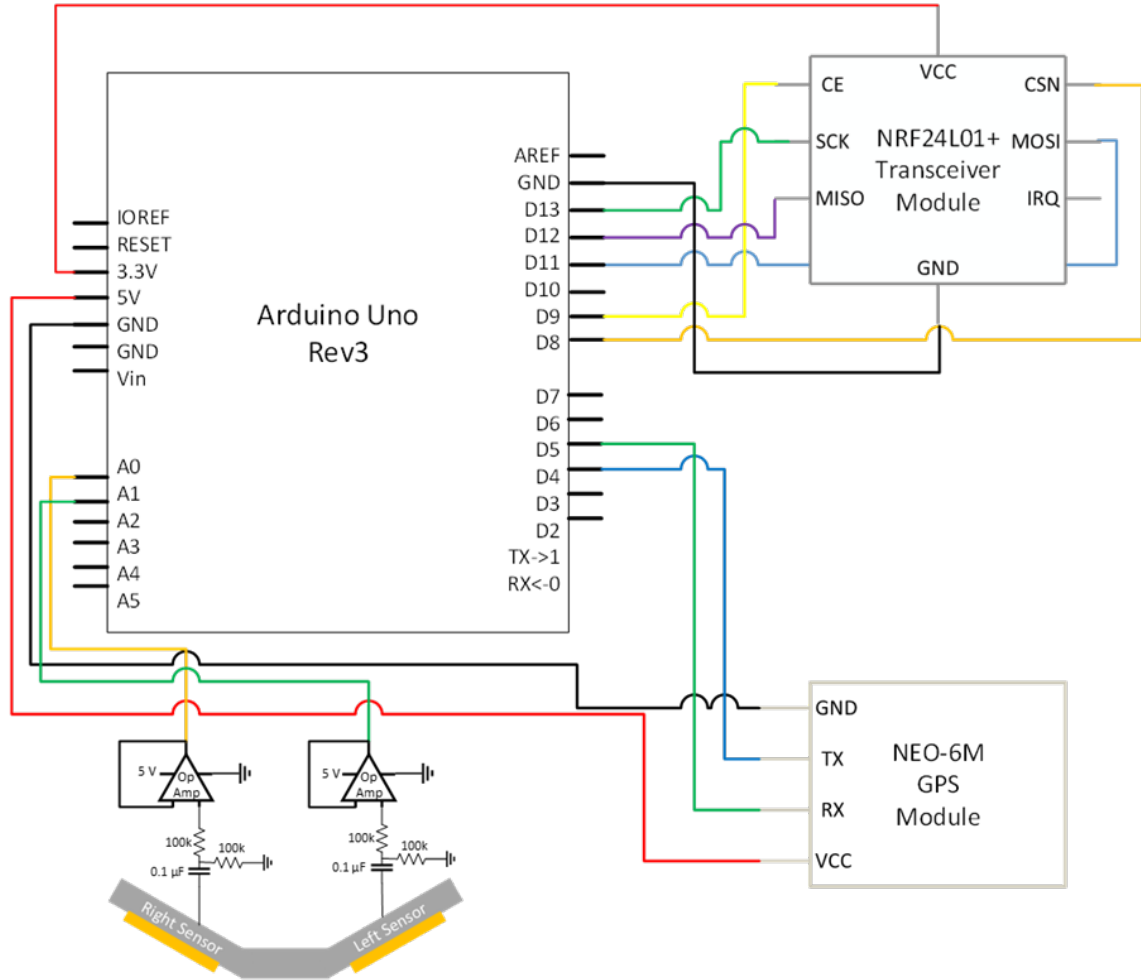 VCC
CE
CSN
SCK
NRF24L01+
MOSI
Transceiver
MISO
Module
IRQ
GND
AREF
GND
D13
D12
D11
D10
D9
D8
D7
D6
D5
D4
D3
D2
TX->1
RX<-0
IOREF
RESET
3.3V
5V
GND
GND
Vin
A0
A1
A2
A3
A4
A5
Arduino Uno
Rev3
GND
TX
RX
VCC
NEO-6M
GPS
Module
5 V
Op
Amp
100k
100k
0.1 µF
Right Sensor
5 V
Op
Amp
100k
100k
0.1 µF
Left Sensor